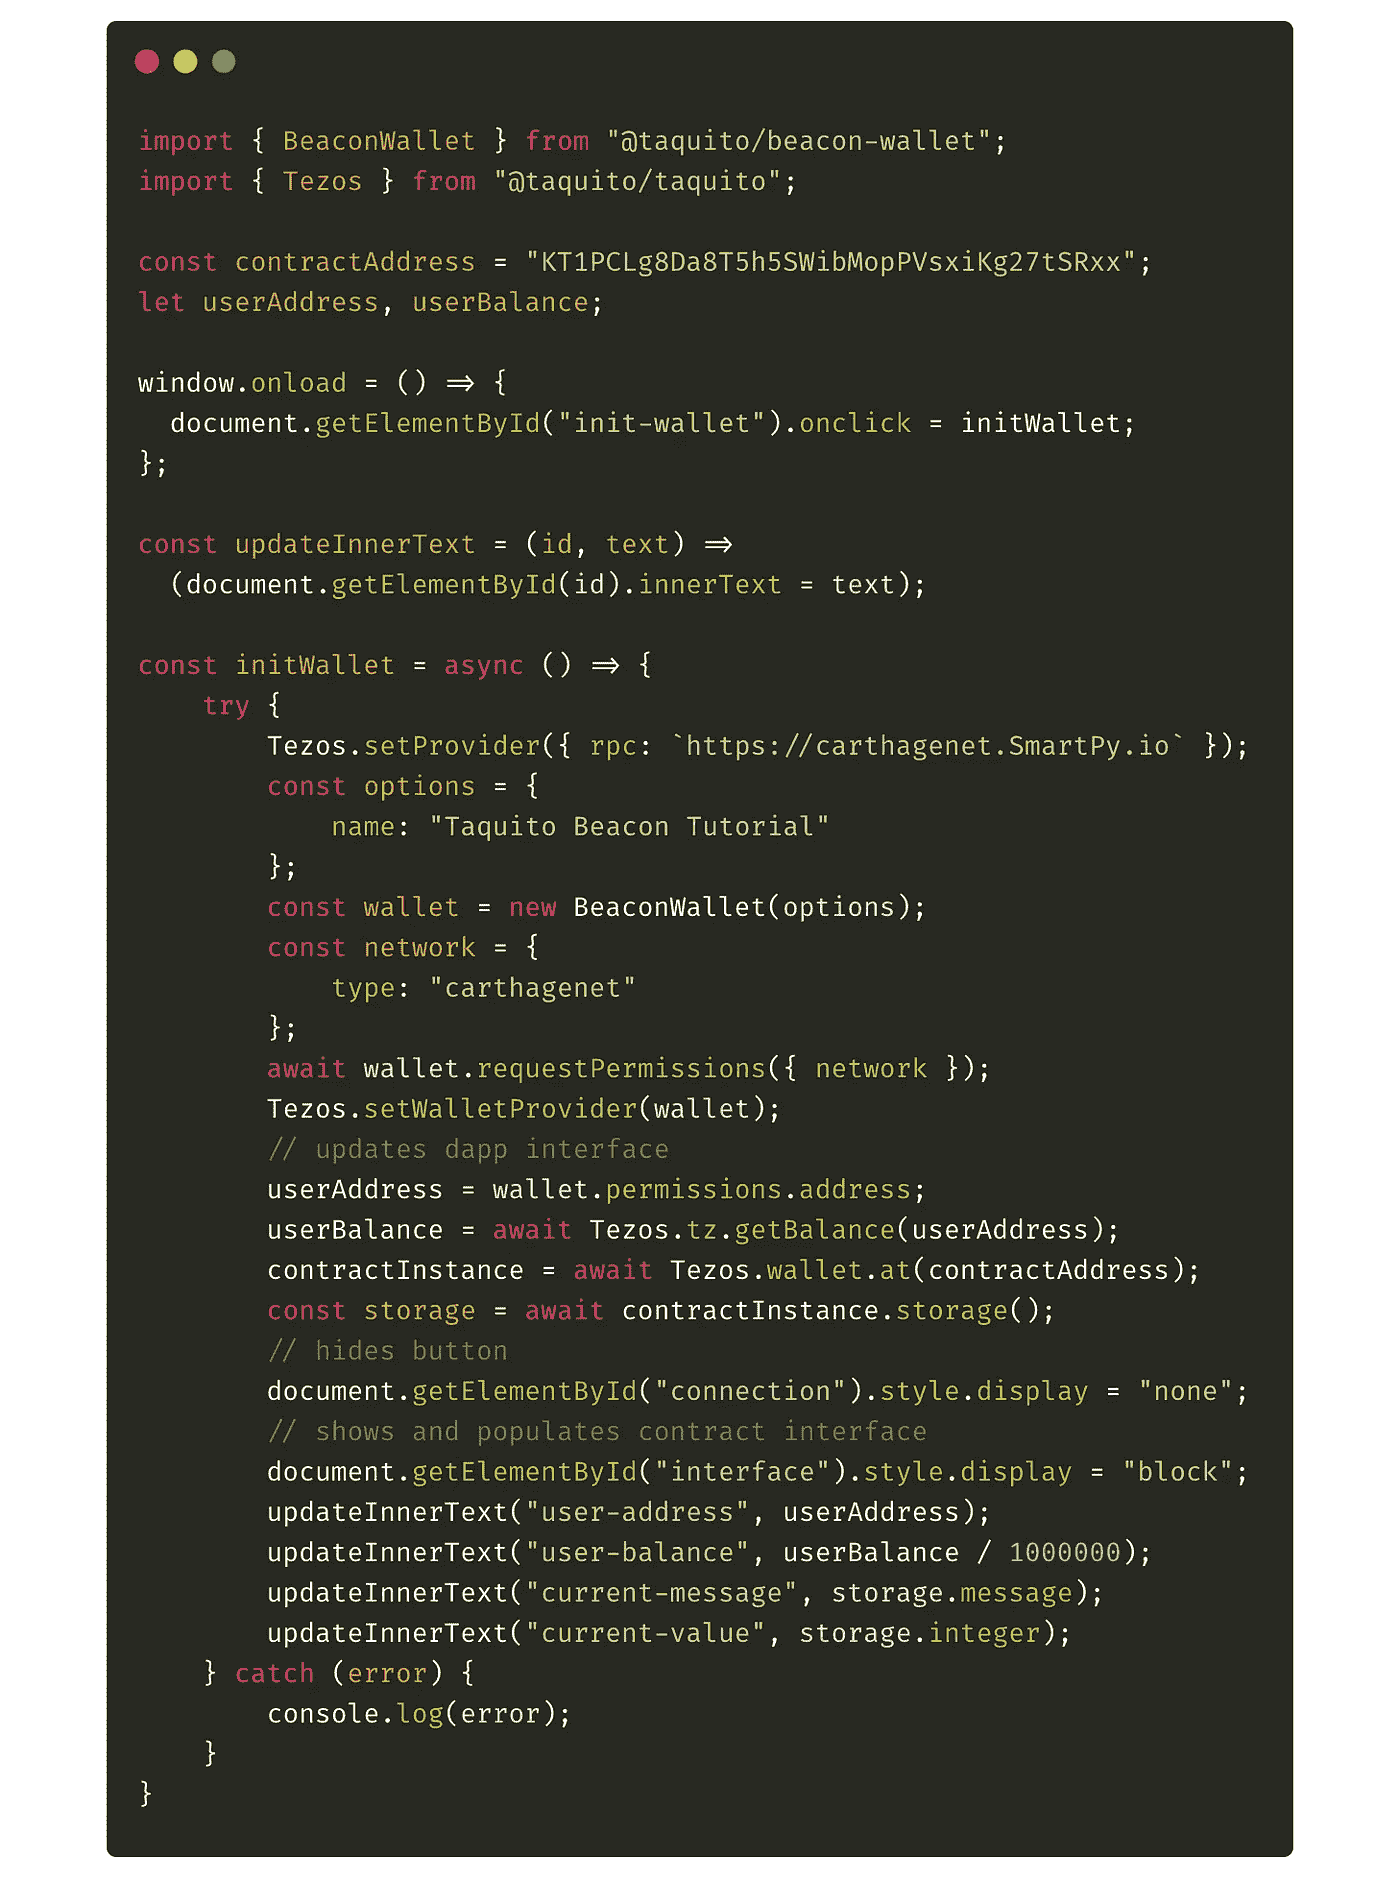 import { BeaconWallet } from "@taquito/beacon-wallet";
import { Tezos } from "@taquito/taquito";

const contractAddress = "KT1PCLg8Da8T5h5SWibMopPVsxiKg27tSRxx";
let userAddress, userBalance;

window.onload = () => {
  document.getElementById("init-wallet").onclick = initWallet;
};

const updateInnerText = (id, text) =>
  (document.getElementById(id).innerText = text);

const initWallet = async () => {
    try {
        Tezos.setProvider({ rpc: `https://carthagenet.SmartPy.io` });
        const options = {
            name: "Taquito Beacon Tutorial"
        };
        const wallet = new BeaconWallet(options);
        const network = {
            type: "carthagenet"
        };
        await wallet.requestPermissions({ network });
        Tezos.setWalletProvider(wallet);
        // updates dapp interface
        userAddress = wallet.permissions.address;
        userBalance = await Tezos.tz.getBalance(userAddress);
        contractInstance = await Tezos.wallet.at(contractAddress);
        const storage = await contractInstance.storage();
        // hides button
        document.getElementById("connection").style.display = "none";
        // shows and populates contract interface
        document.getElementById("interface").style.display = "block";
        updateInnerText("user-address", userAddress);
        updateInnerText("user-balance", userBalance / 1000000);
        updateInnerText("current-message", storage.message);
        updateInnerText("current-value", storage.integer);
    } catch (error) {
        console.log(error);
    }
}